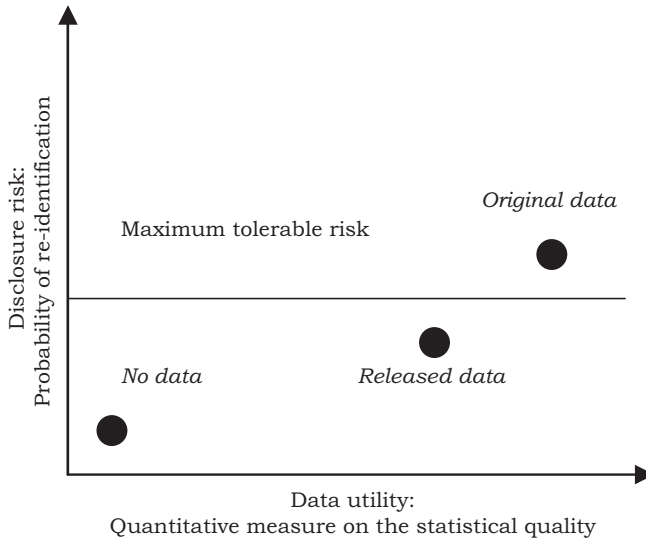 Disclosure risk:
Probability of re-identification
Original data
Maximum tolerable risk
No data
Released data
Data utility:
Quantitative measure on the statistical quality